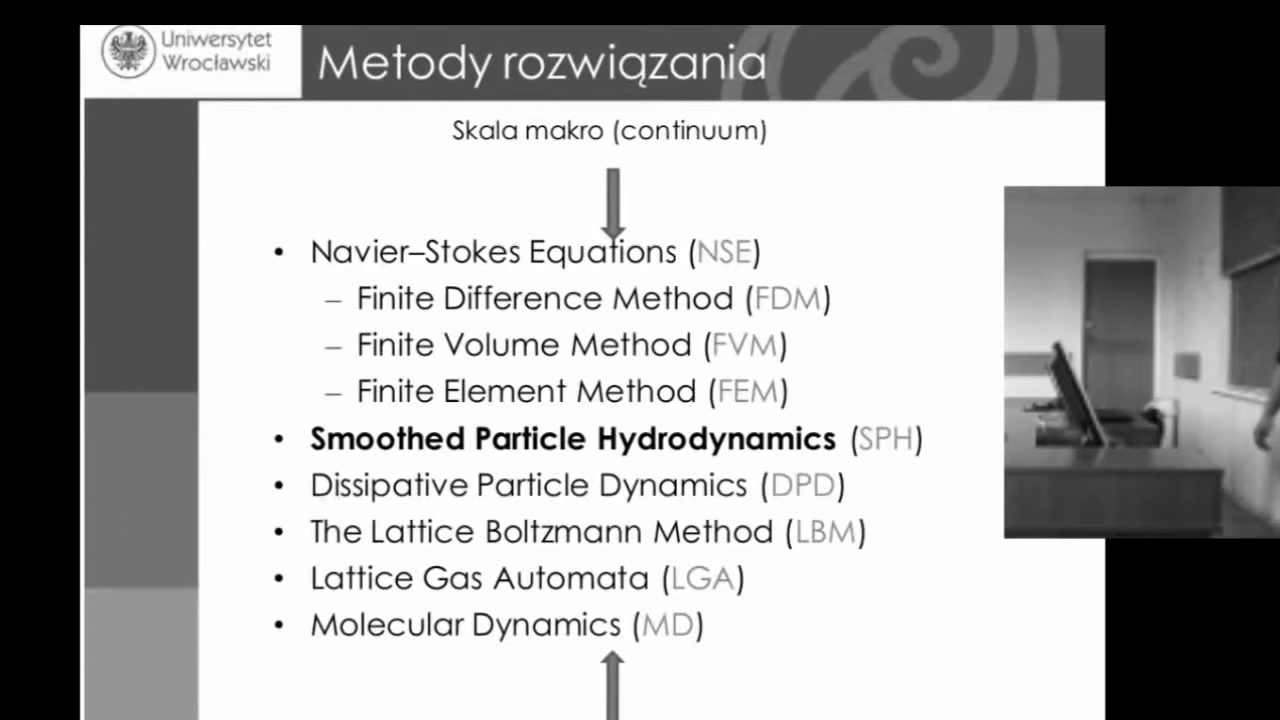 Uniwersytet
Wrocławski
Metody rozwiązania
Skala makro (continuum)
• Navier–Stokes Equations (NSE)
– Finite Difference Method (FDM)
– Finite Volume Method (FVM)
– Finite Element Method (FEM)
• Smoothed Particle Hydrodynamics (SPH)
• Dissipative Particle Dynamics (DPD)
• The Lattice Boltzmann Method (LBM)
• Lattice Gas Automata (LGA)
• Molecular Dynamics (MD)